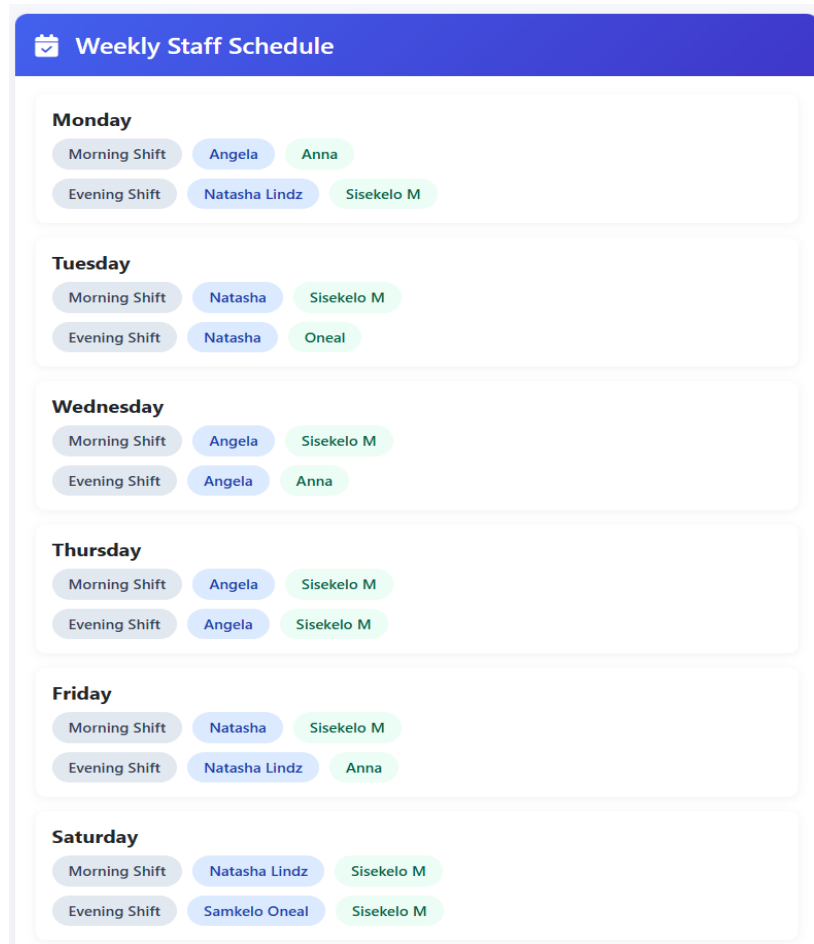 Weekly Staff Schedule
Monday
Morning Shift Angela Anna
Evening Shift Natasha Lindz Sisekelo M
Tuesday
Morning Shift Natasha Sisekelo M
Evening Shift Natasha Oneal
Wednesday
Morning Shift Angela Sisekelo M
Evening Shift Angela Anna
Thursday
Morning Shift Angela Sisekelo M
Evening Shift Angela Sisekelo M
Friday
Morning Shift Natasha Sisekelo M
Evening Shift Natasha Lindz Anna
Saturday
Morning Shift Natasha Lindz Sisekelo M
Evening Shift Samkelo Oneal Sisekelo M